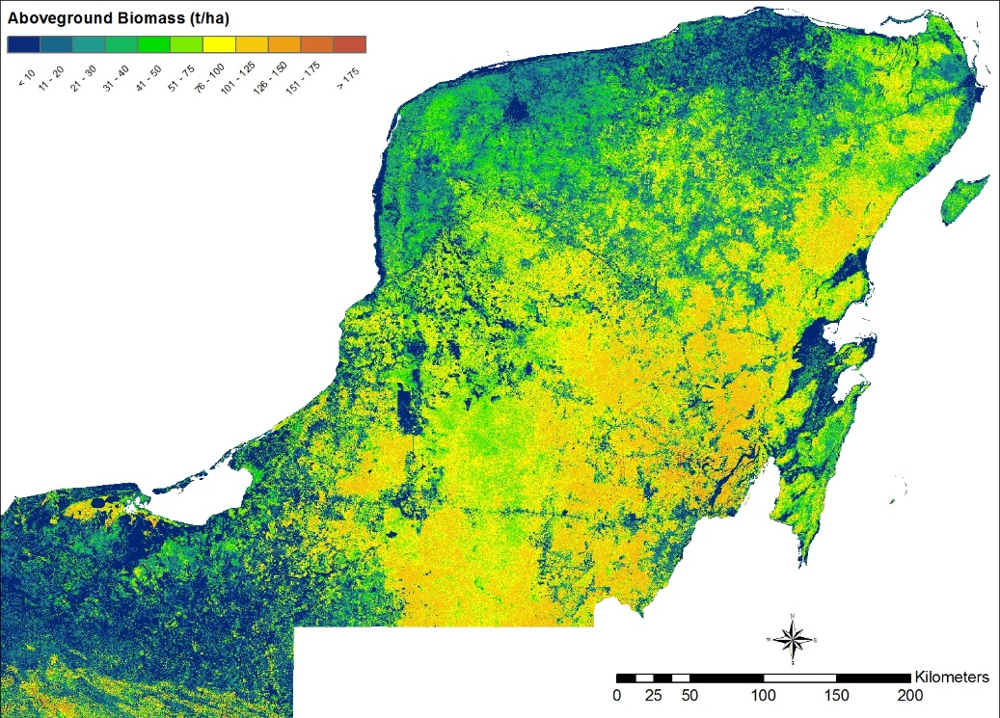 Aboveground Biomass (t/ha)
< 10
11 - 20
21 - 30
31 - 40
41 - 50
51 - 75
76 - 100
101 - 125
126 - 150
151 - 175
> 175
N
W
E
S
Kilometers
0 25 50 100 150 200